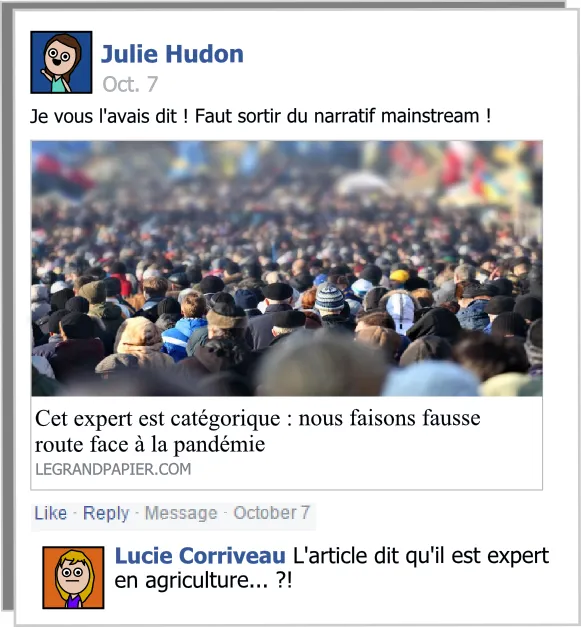 Julie Hudon
Oct. 7
Je vous l'avais dit ! Faut sortir du narratif mainstream !
Cet expert est catégorique : nous faisons fausse
route face à la pandémie
LEGRANDPAPIER.COM
Like · Reply · Message · October 7
Lucie Corriveau L'article dit qu'il est expert
en agriculture... ?!